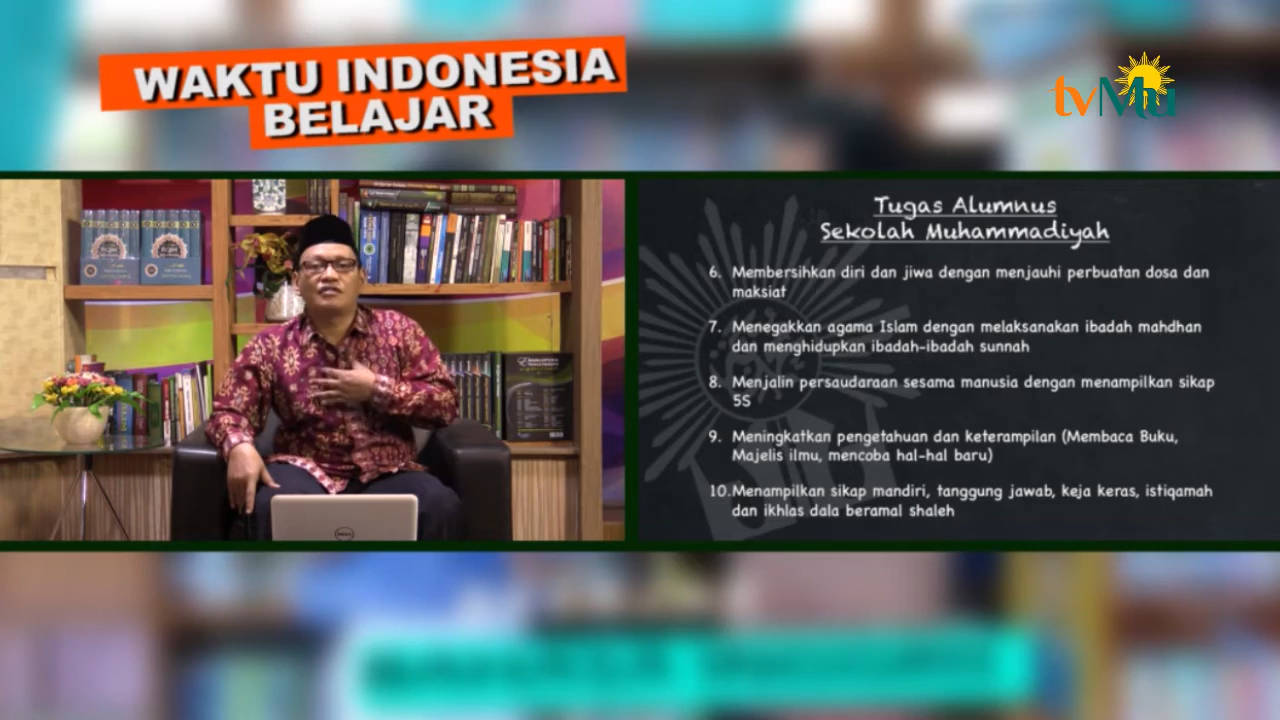 WAKTU INDONESIA
BELAJAR
tvMu
Tugas Alumnus
Sekolah Muhammadiyah
6. Membersihkan diri dan jiwa dengan menjauhi perbuatan dosa dan
maksiat
7. Menegakkan agama Islam dengan melaksanakan ibadah mahdhan
dan menghidupkan ibadah-ibadah sunnah
8. Menjalin persaudaraan sesama manusia dengan menampilkan sikap
5S
9. Meningkatkan pengetahuan dan keterampilan (Membaca Buku,
Majelis ilmu, mencoba hal-hal baru)
10.Menampilkan sikap mandiri, tanggung jawab, keja keras, istiqamah
dan ikhlas dala beramal shaleh
DELL